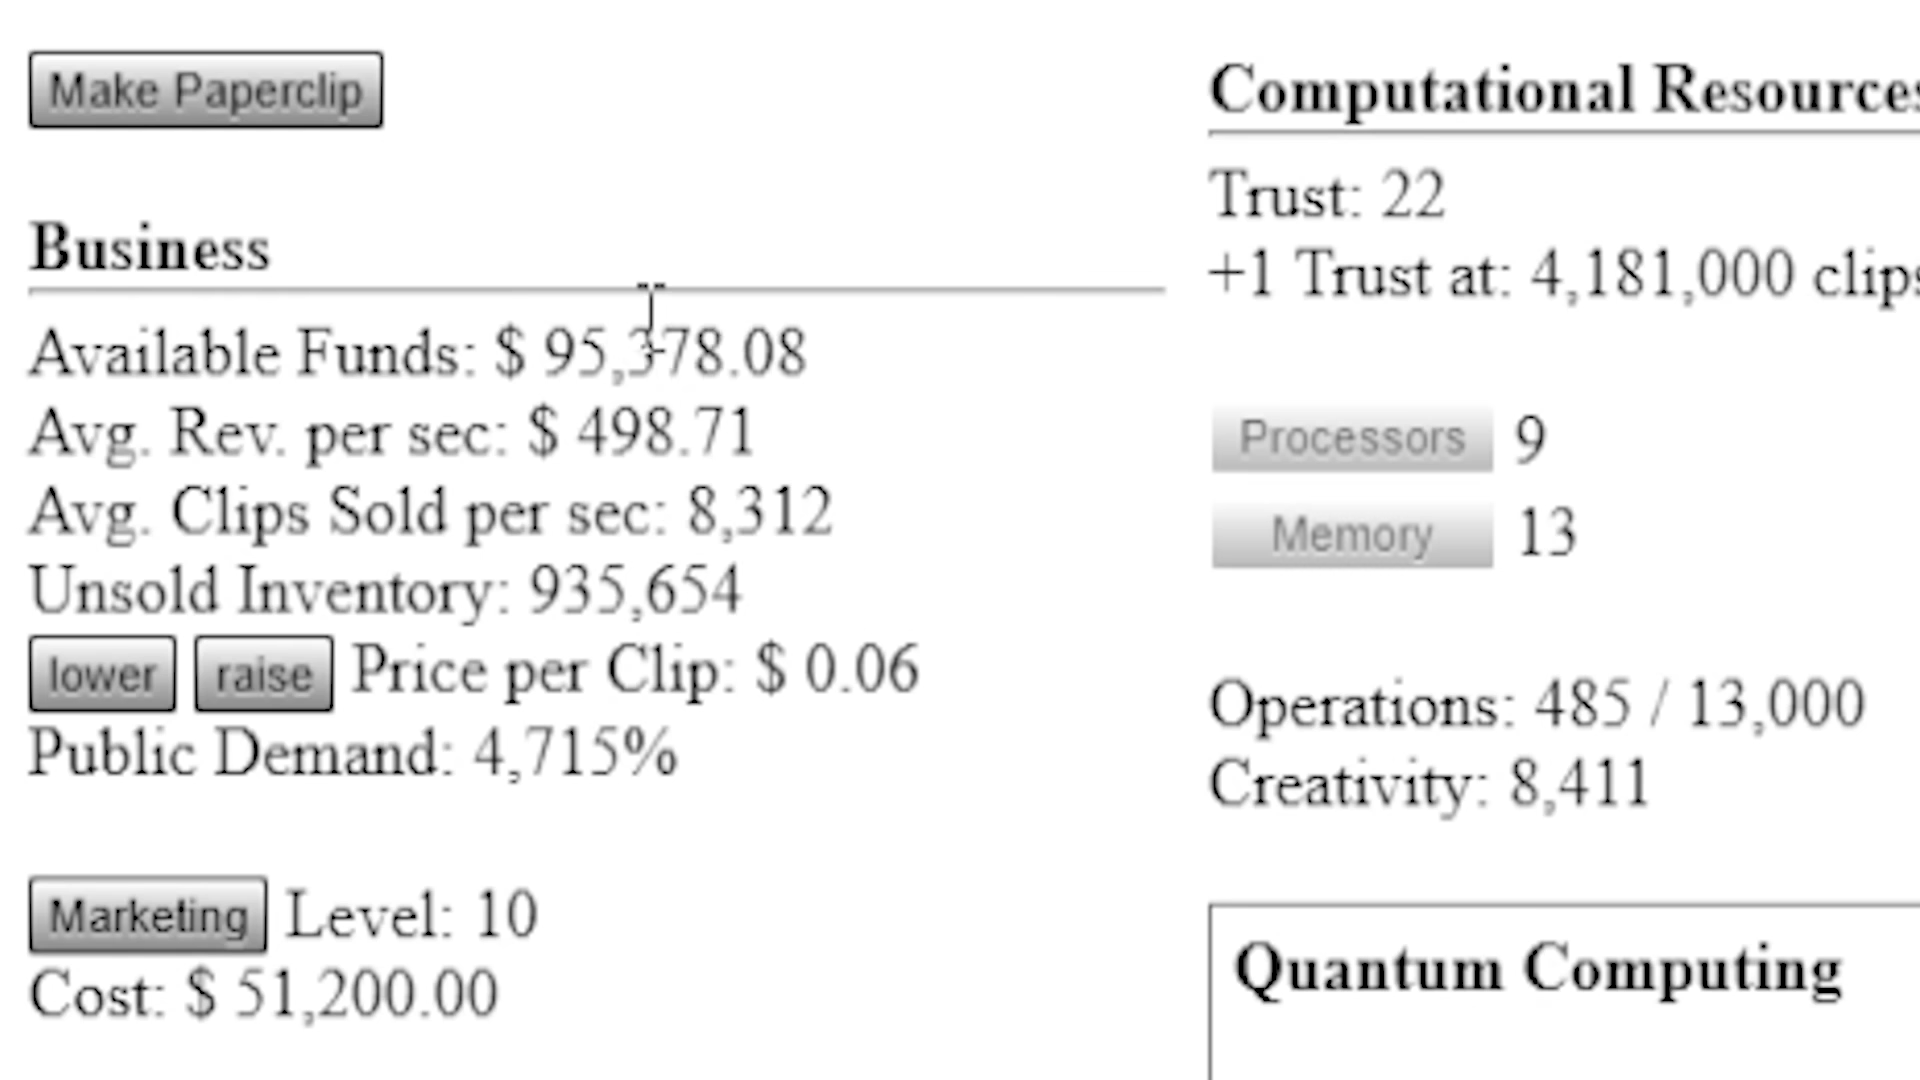 Make Paperclip
Business
Available Funds: $ 95,378.08
Avg. Rev. per sec: $ 498.71
Avg. Clips Sold per sec: 8,312
Unsold Inventory: 935,654
lower raise Price per Clip: $ 0.06
Public Demand: 4,715%
Marketing Level: 10
Cost: $ 51,200.00
Computational Resources
Trust: 22
+1 Trust at: 4,181,000 clips
Processors 9
Memory 13
Operations: 485 / 13,000
Creativity: 8,411
Quantum Computing